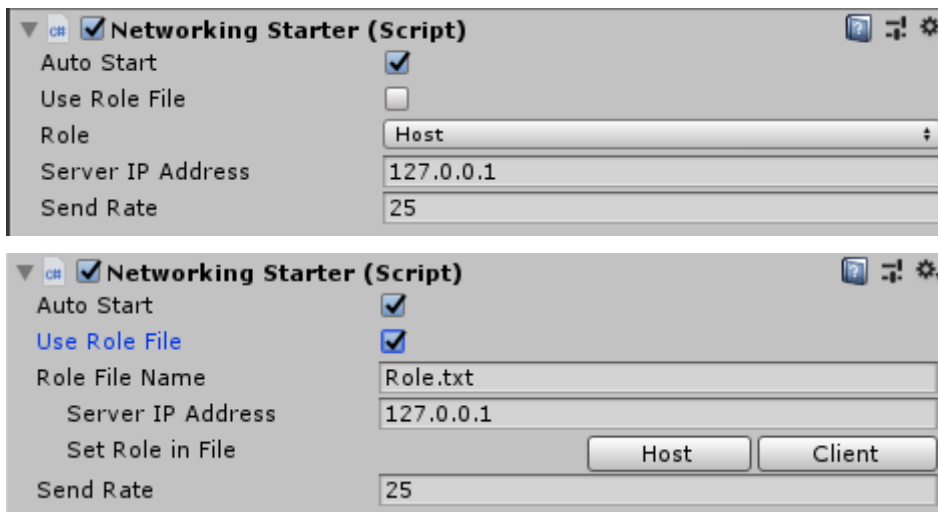 c# Networking Starter (Script)
Auto Start
Use Role File
Role Host
Server IP Address 127.0.0.1
Send Rate 25
c# Networking Starter (Script)
Auto Start
Use Role File
Role File Name Role.txt
Server IP Address 127.0.0.1
Set Role in File Host Client
Send Rate 25